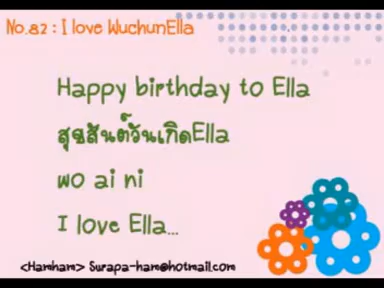 No.82 : I love WuchunElla
Happy birthday to Ella
สุขสันต์วันเกิดElla
wo ai ni
I love Ella...
<Hamham> Surapa-ham@hotmail.com